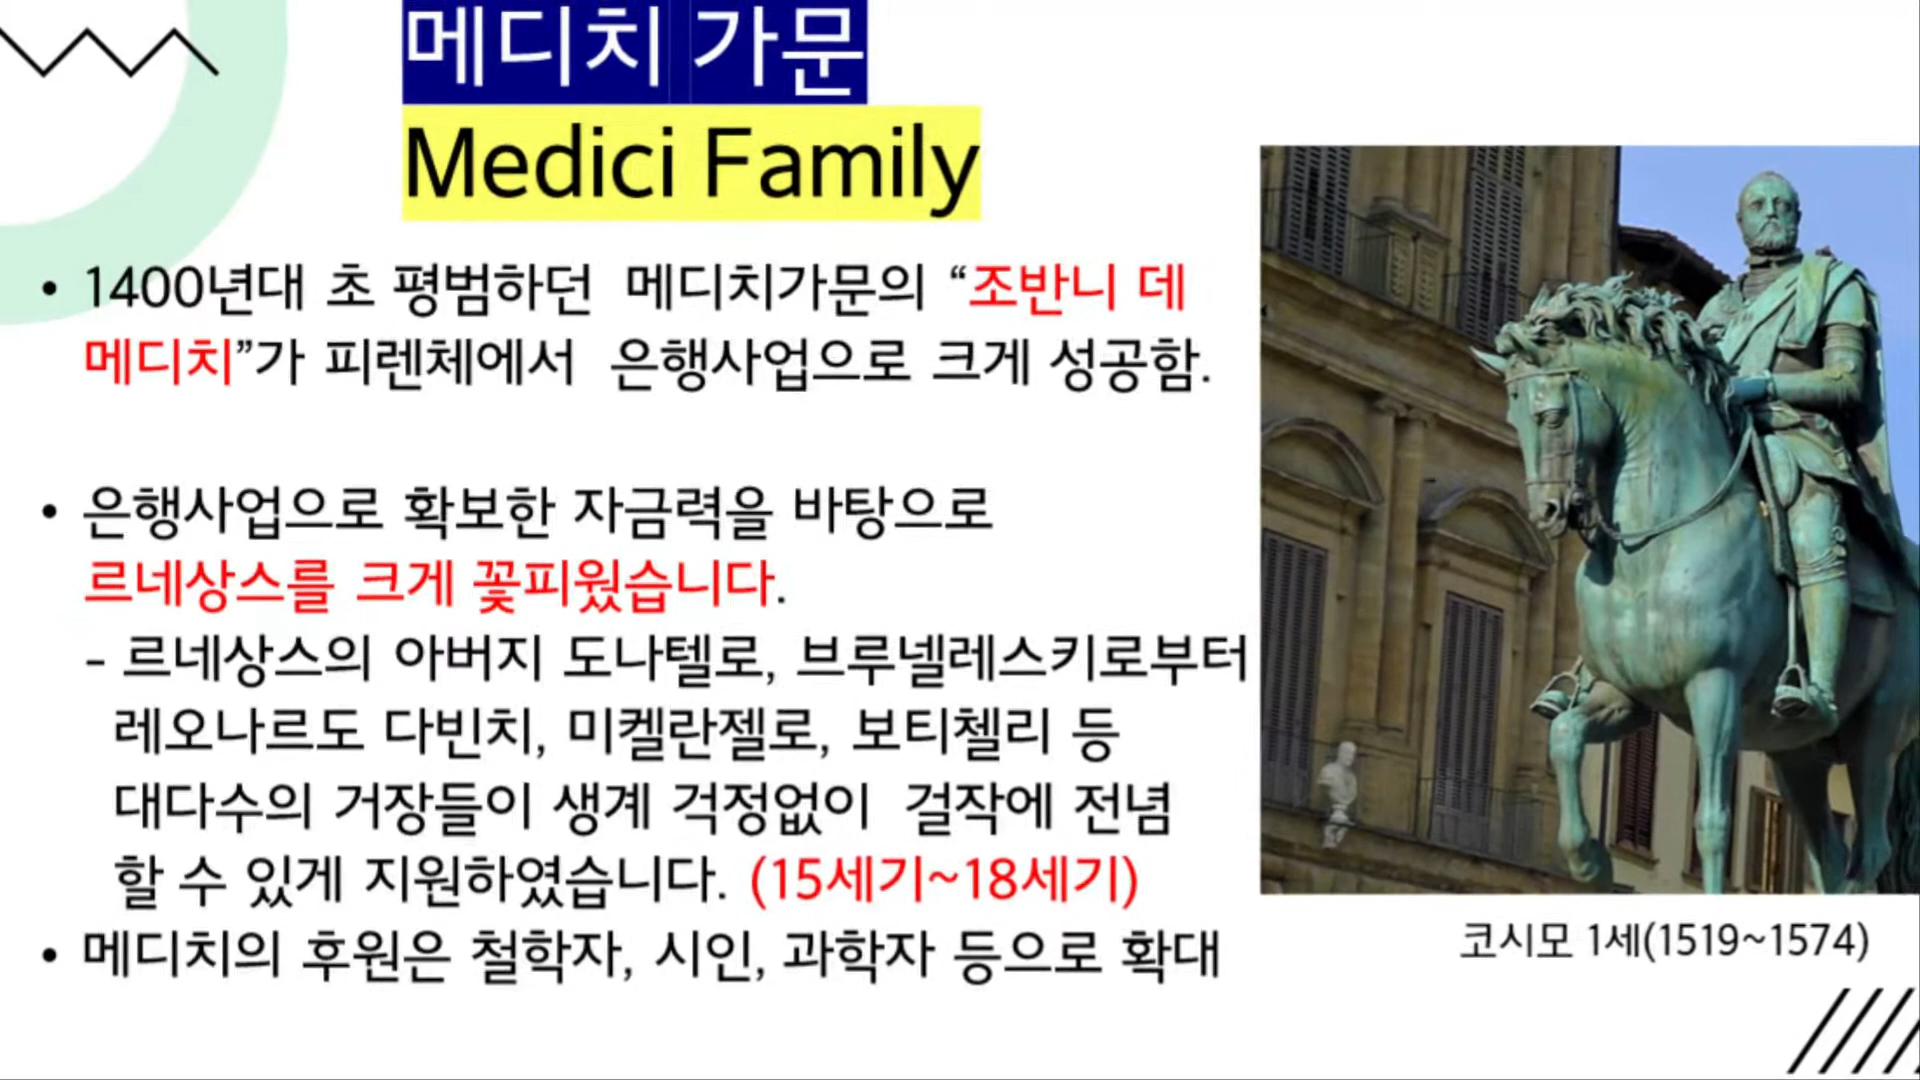 메디치 가문
Medici Family
• 1400년대 초 평범하던 메디치가문의 “조반니 데
메디치”가 피렌체에서 은행사업으로 크게 성공함.
• 은행사업으로 확보한 자금력을 바탕으로
르네상스를 크게 꽃피웠습니다.
- 르네상스의 아버지 도나텔로, 브루넬레스키로부터
레오나르도 다빈치, 미켈란젤로, 보티첼리 등
대다수의 거장들이 생계 걱정없이 걸작에 전념
할 수 있게 지원하였습니다. (15세기~18세기)
• 메디치의 후원은 철학자, 시인, 과학자 등으로 확대
코시모 1세(1519~1574)